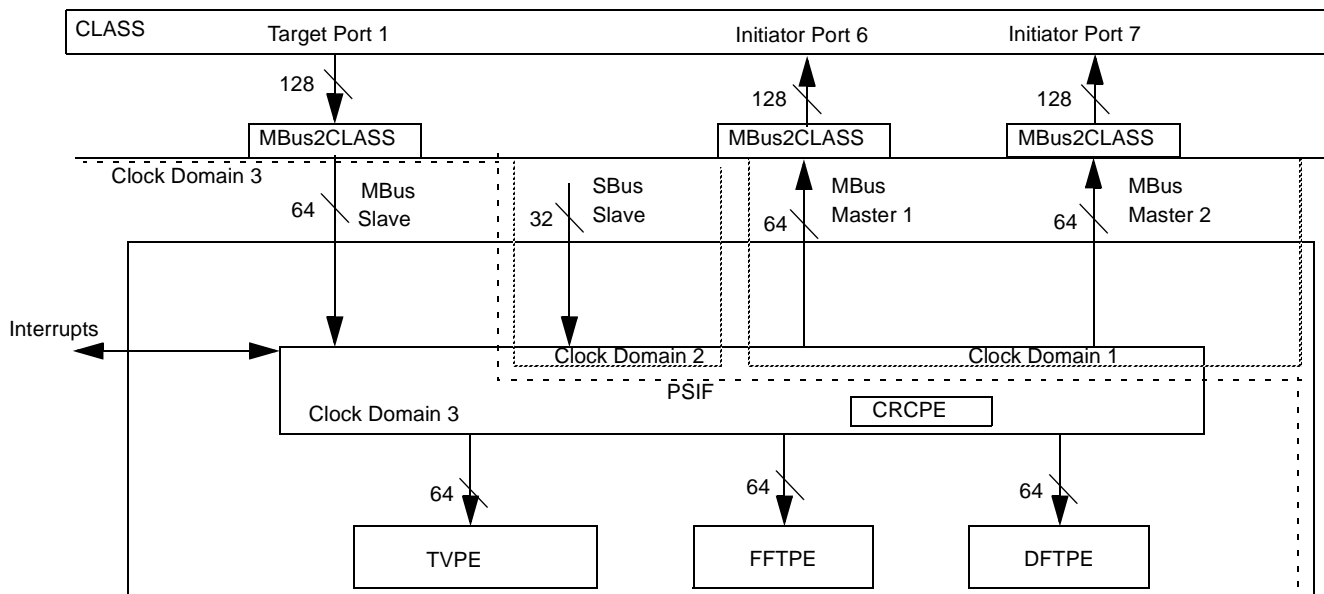 CLASS
Target Port 1
Initiator Port 6
Initiator Port 7
128
128
128
MBus2CLASS
MBus2CLASS
MBus2CLASS
Clock Domain 3
64
MBus
Slave
32
SBus
Slave
64
MBus
Master 1
64
MBus
Master 2
Interrupts
Clock Domain 2
Clock Domain 1
PSIF
Clock Domain 3
CRCPE
64
64
64
TVPE
FFTPE
DFTPE